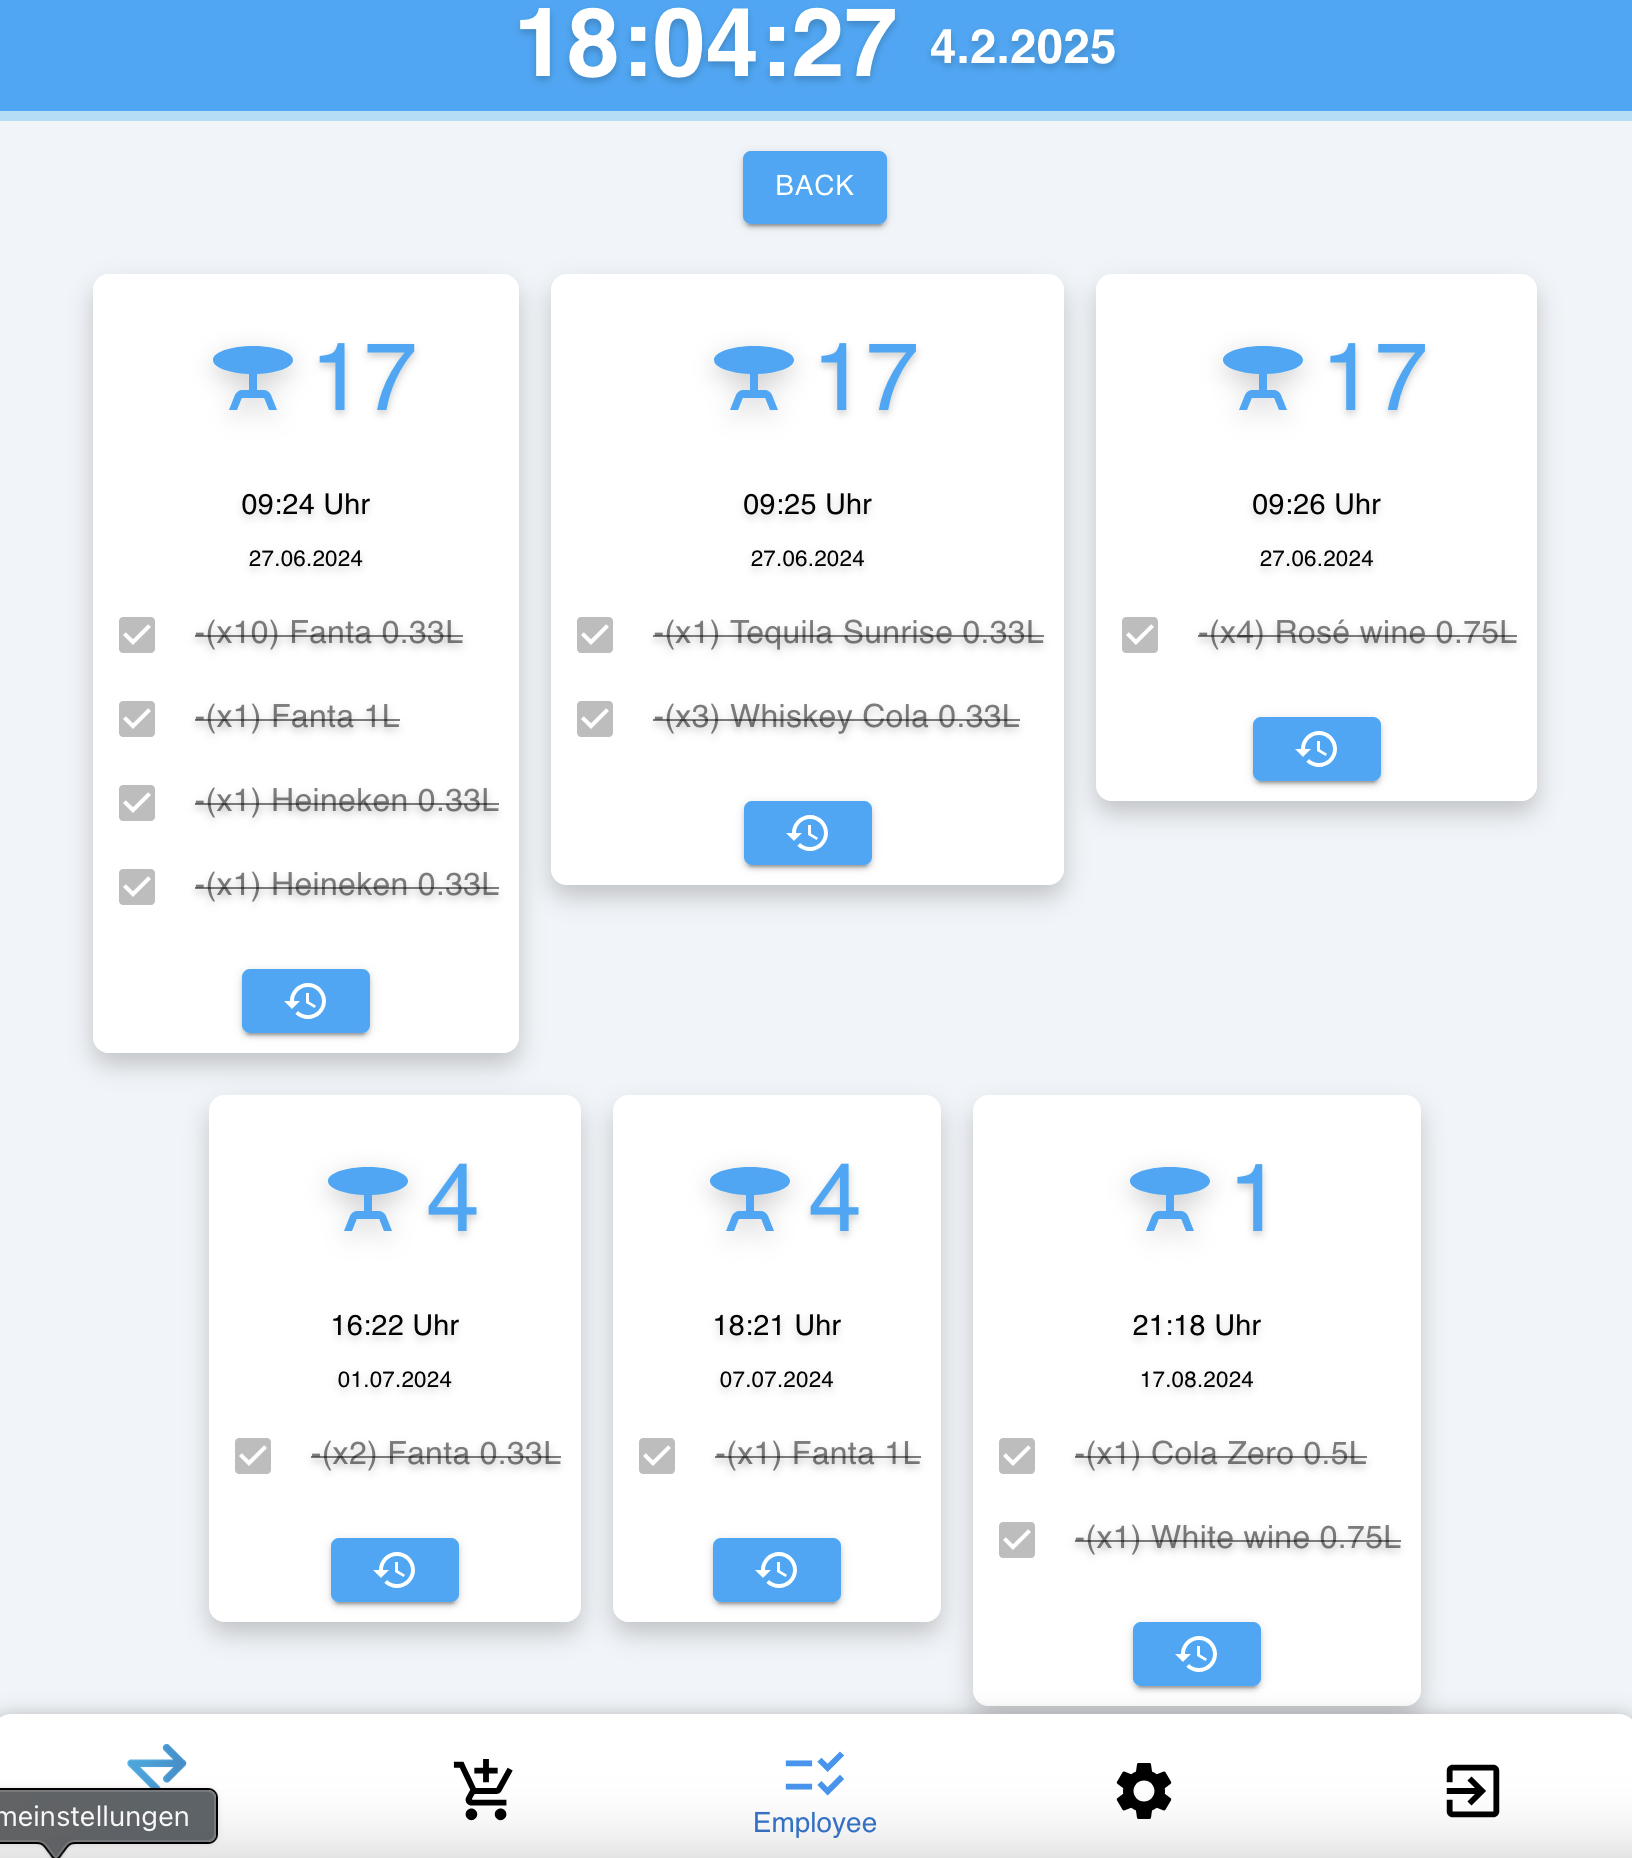 18:04:27 4.2.2025
BACK
17
09:24 Uhr
27.06.2024
-(x10) Fanta 0.33L
-(x1) Fanta 1L
-(x1) Heineken 0.33L
-(x1) Heineken 0.33L
17
09:25 Uhr
27.06.2024
-(x1) Tequila Sunrise 0.33L
-(x3) Whiskey Cola 0.33L
17
09:26 Uhr
27.06.2024
-(x4) Rosé wine 0.75L
4
16:22 Uhr
01.07.2024
-(x2) Fanta 0.33L
4
18:21 Uhr
07.07.2024
-(x1) Fanta 1L
1
21:18 Uhr
17.08.2024
-(x1) Cola Zero 0.5L
-(x1) White wine 0.75L
meinstellungen
Employee